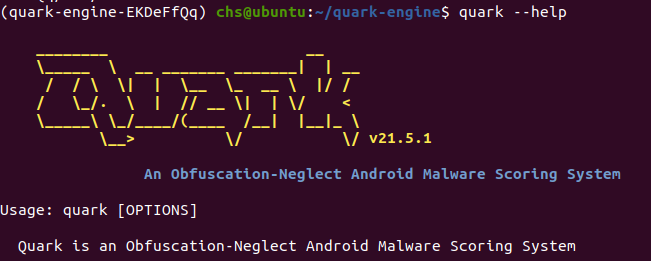 (quark-engine-EKDeFfQq) chs@ubuntu:~/quark-engine$ quark --help
Quark
v21.5.1
An Obfuscation-Neglect Android Malware Scoring System
Usage: quark [OPTIONS]
Quark is an Obfuscation-Neglect Android Malware Scoring System